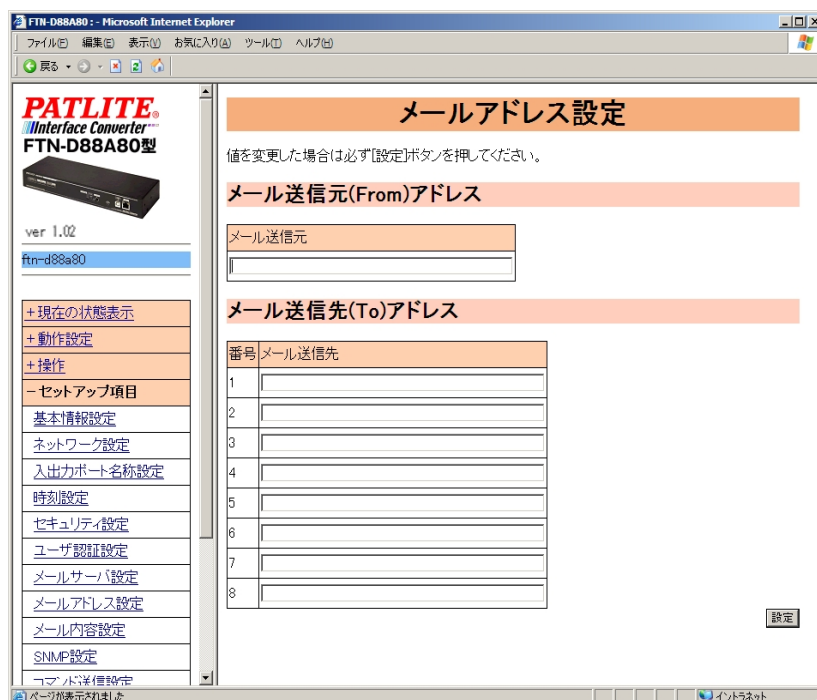 FTN-D88A80 : - Microsoft Internet Explorer
ファイル(E) 編集(E) 表示(V) お気に入り(A) ツール(T) ヘルプ(H)
戻る
PATLITE®
Interface Converter
FTN-D88A80型
ver 1.02
ftn-d88a80
+現在の状態表示
+動作設定
+操作
−セットアップ項目
基本情報設定
ネットワーク設定
入出力ポート名称設定
時刻設定
セキュリティ設定
ユーザ認証設定
メールサーバ設定
メールアドレス設定
メール内容設定
SNMP設定
コマンド送信設定
メールアドレス設定
値を変更した場合は必ず[設定]ボタンを押してください。
メール送信元(From)アドレス
メール送信元
メール送信先(To)アドレス
番号 メール送信先
1
2
3
4
5
6
7
8
設定
ページが表示されました
イントラネット